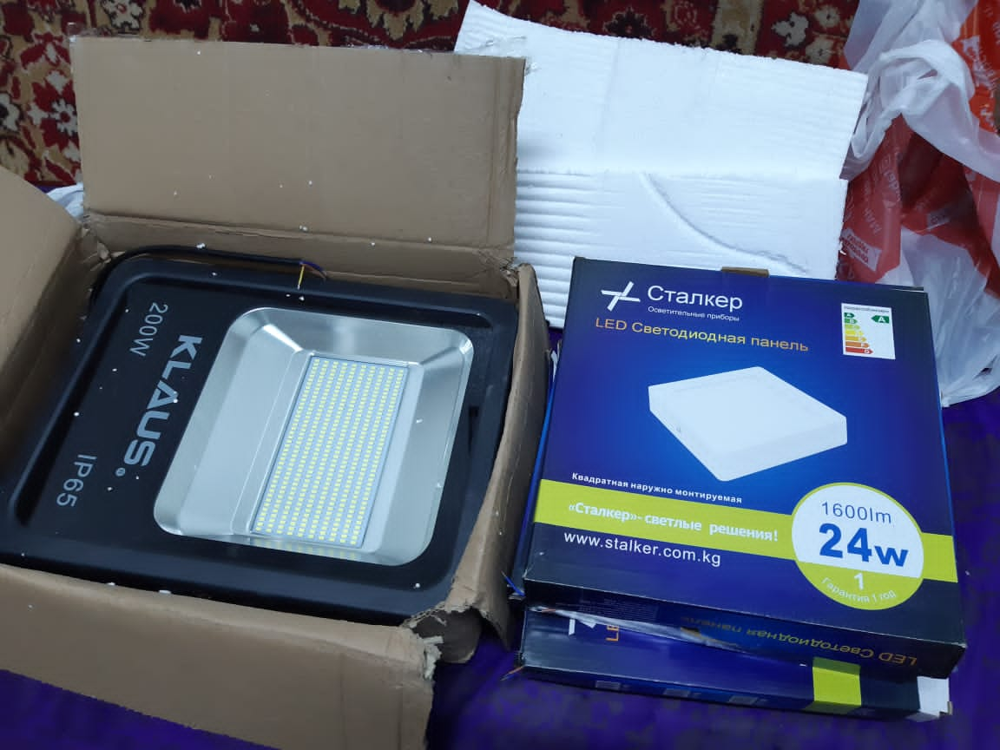 200W
KLAUS®
IP65
Сталкер
Осветительные приборы
LED Светодиодная панель
A
Квадратная наружно монтируемая
«Сталкер»- светлые решения!
www.stalker.com.kg
1600lm
24w
1
Гарантия 1 год
LED Светодиодная панель